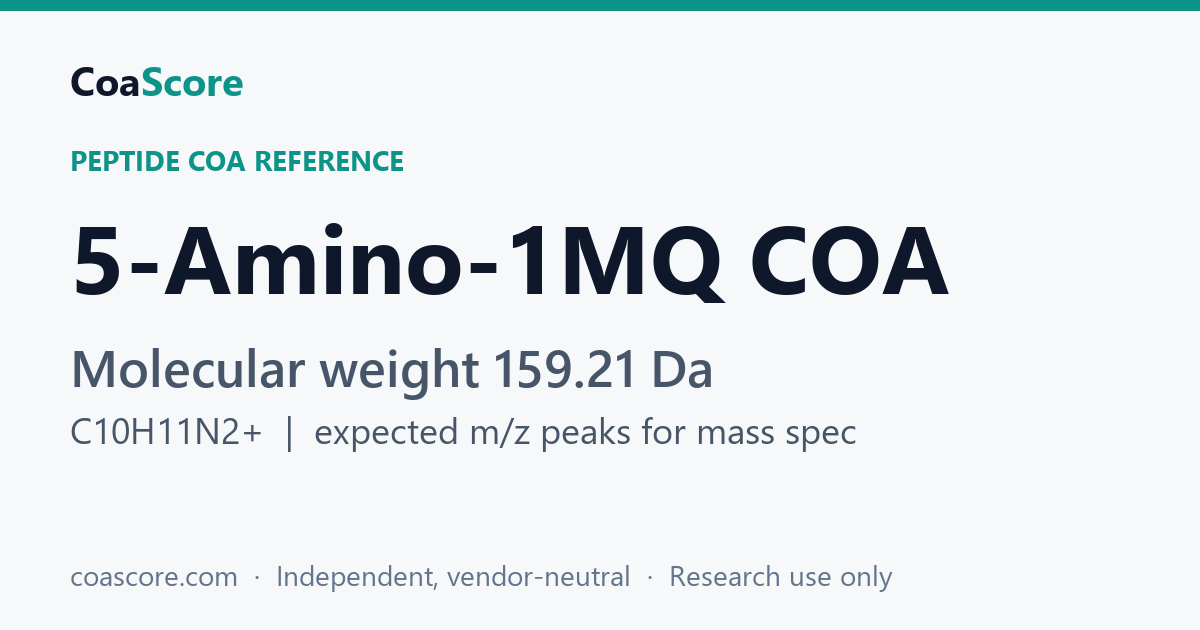 CoaScore
PEPTIDE COA REFERENCE
5-Amino-1MQ COA
Molecular weight 159.21 Da
C10H11N2+ | expected m/z peaks for mass spec
coascore.com · Independent, vendor-neutral · Research use only